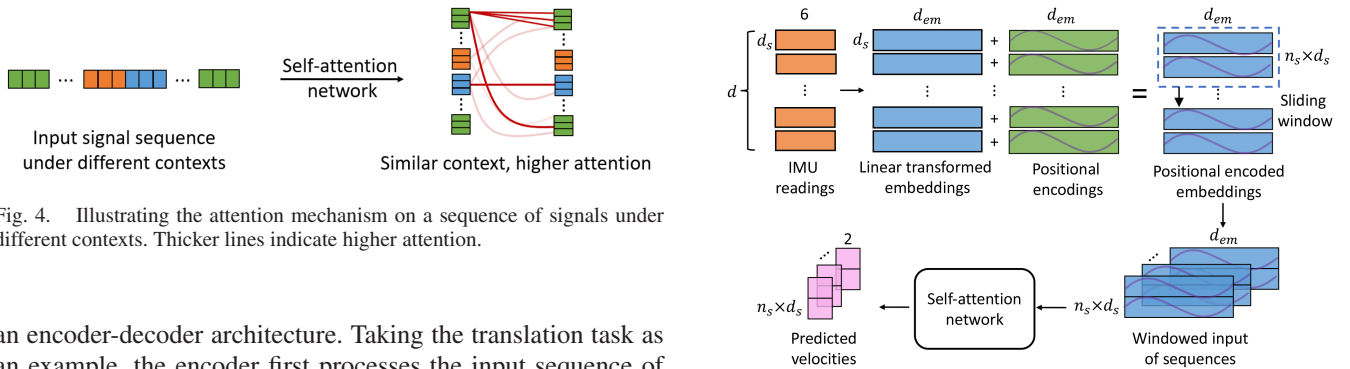 ...
Input signal sequence
under different contexts
...
Self-attention
network
Similar context, higher attention
Fig. 4. Illustrating the attention mechanism on a sequence of signals under
different contexts. Thicker lines indicate higher attention.
an encoder-decoder architecture. Taking the translation task as
an example, the encoder first processes the input sequence of
6
d_em
d_em
d_em
d
d_s
d_s
+
+
+
+
=
n_s×d_s
Sliding
window
IMU
readings
Linear transformed
embeddings
Positional
encodings
Positional encoded
embeddings
d_em
n_s×d_s
Windowed input
of sequences
Self-attention
network
2
n_s×d_s
Predicted
velocities